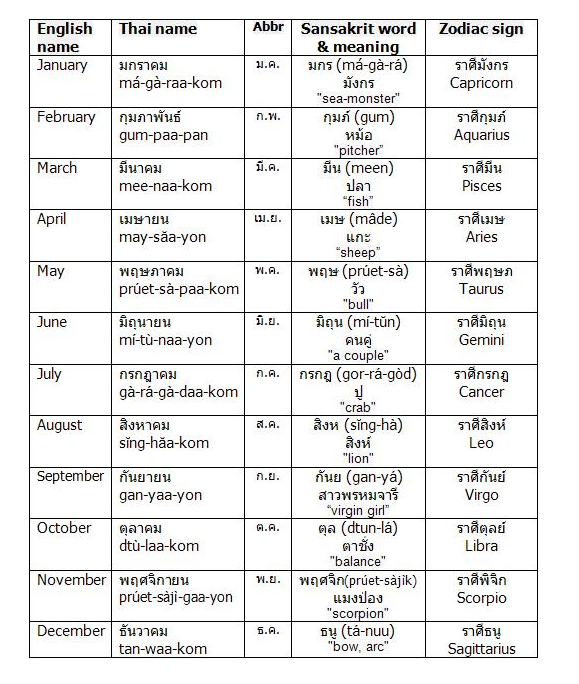 English Thai name Abbr Sansakrit word Zodiac sign
name & meaning
January มกราคม ม.ค. มกร (má-gà-rá) ราศีมังกร
má-gà-raa-kom มังกร Capricorn
"sea-monster"
February กุมภาพันธ์ ก.พ. กุมภ์ (gum) ราศีกุมภ์
gum-paa-pan หม้อ Aquarius
"pitcher”
March มีนาคม มี.ค. มีน (meen) ราศีมีน
mee-naa-kom ปลา Pisces
“fish”
April เมษายน เม.ย. เมษ (mâde) ราศีเมษ
may-săa-yon แกะ Aries
“sheep”
May พฤษภาคม พ.ค. พฤษ (prúet-sà) ราศีพฤษภ
prúet-sà-paa-kom วัว Taurus
"bull"
June มิถุนายน มิ.ย. มิถุน (mí-tŭn) ราศีมิถุน
mí-tù-naa-yon คนคู่ Gemini
"a couple"
July กรกฎาคม ก.ค. กรกฎ (gor-rá-gòd) ราศีกรกฎ
gà-rá-gà-daa-kom ปู Cancer
"crab"
August สิงหาคม ส.ค. สิงห (sĭng-hà) ราศีสิงห์
sĭng-hăa-kom สิงห์ Leo
"lion"
September กันยายน ก.ย. กันย (gan-yá) ราศีกันย์
gan-yaa-yon สาวพรหมจารี Virgo
“virgin girl”
October ตุลาคม ต.ค. ตุล (dtun-lá) ราศีตุลย์
dtù-laa-kom ตาชั่ง Libra
"balance"
November พฤศจิกายน พ.ย. พฤศจิก(prúet-sàjìk) ราศีพิจิก
prúet-sàjì-gaa-yon แมงป่อง Scorpio
"scorpion"
December ธันวาคม ธ.ค. ธนู (tá-nuu) ราศีธนู
tan-waa-kom "bow, arc" Sagittarius